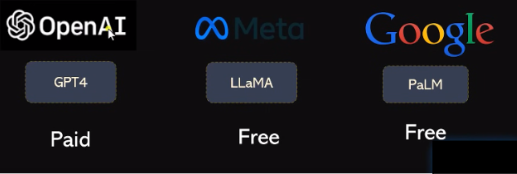 OpenAI Meta Google
GPT4 LLaMA PaLM
Paid Free Free